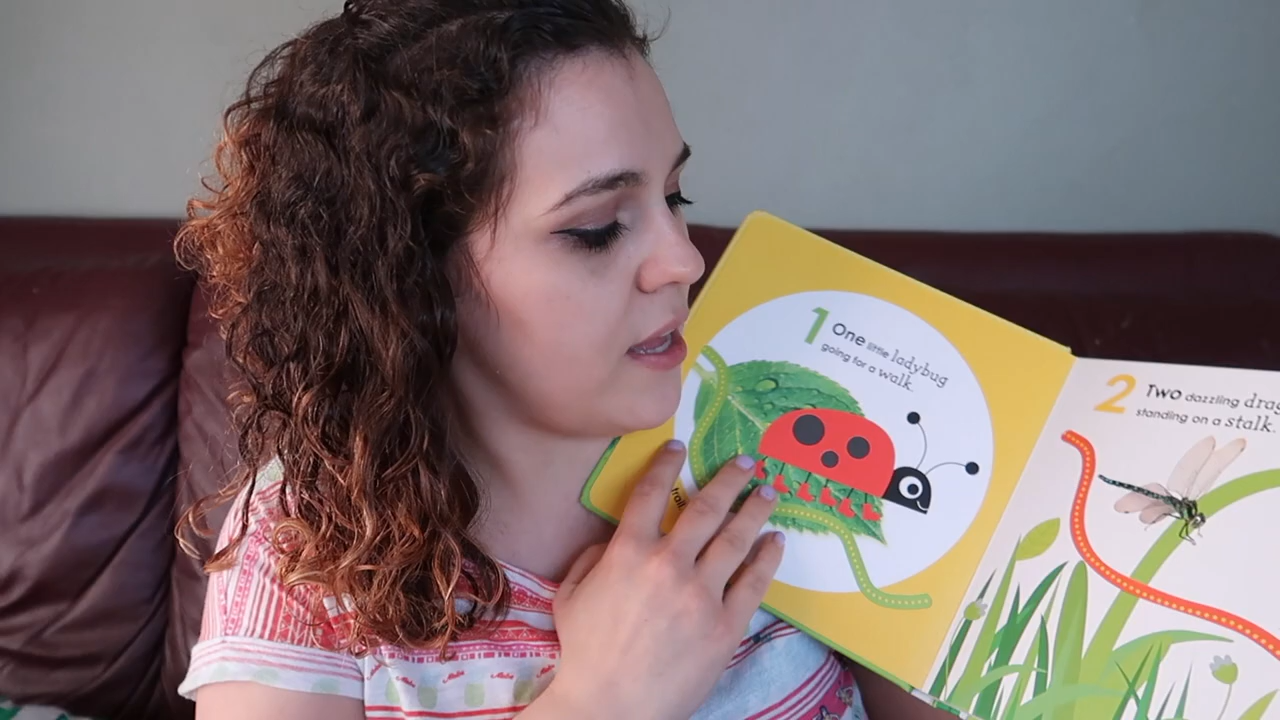 1 One little ladybug
going for a walk.
2 Two dazzling
standing on a stalk.